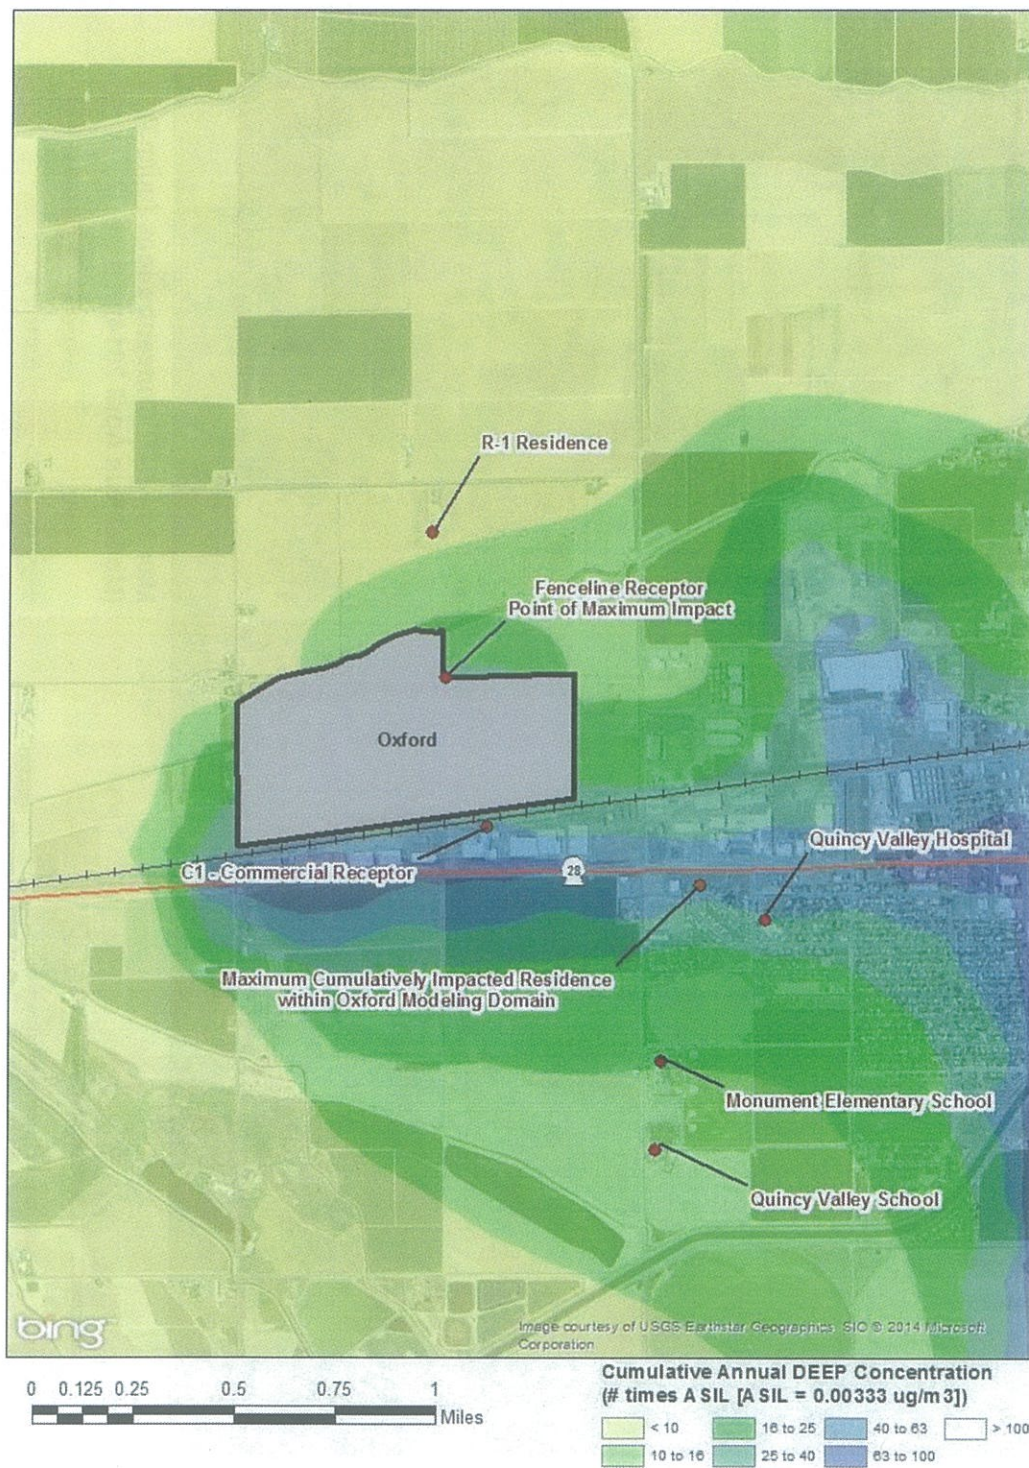 R-1 Residence
Fenceline Receptor
Point of Maximum Impact
Oxford
Quincy Valley Hospital
C1 - Commercial Receptor
28
Maximum Cumulatively Impacted Residence
within Oxford Modeling Domain
Monument Elementary School
Quincy Valley School
bing
Image courtesy of USGS Earthstar Geographics SIO © 2014 Microsoft
Corporation
0 0.125 0.25 0.5 0.75 1
Miles
Cumulative Annual DEEP Concentration
(# times ASIL [ASIL = 0.00333 ug/m3])
< 10 16 to 25 40 to 63 > 100
10 to 16 25 to 40 63 to 100